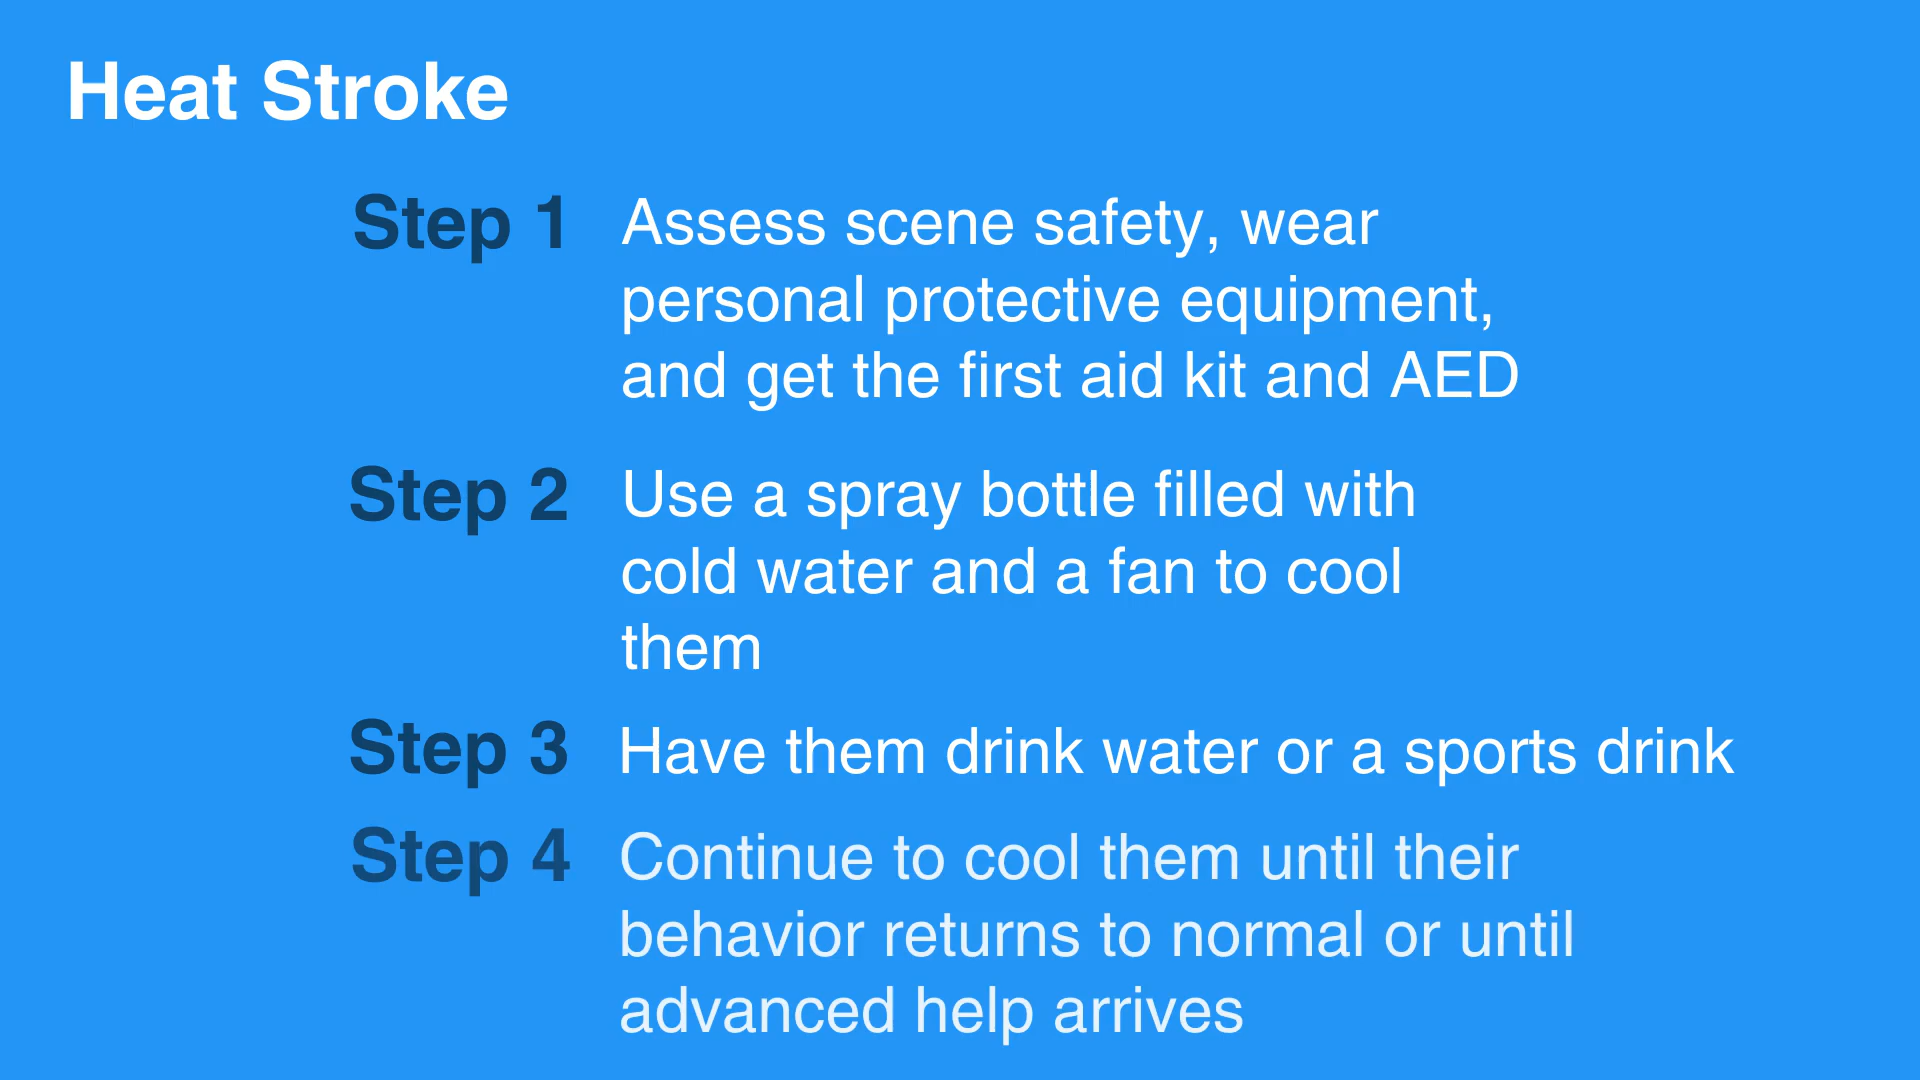 Heat Stroke
Step 1 Assess scene safety, wear
personal protective equipment,
and get the first aid kit and AED
Step 2 Use a spray bottle filled with
cold water and a fan to cool
them
Step 3 Have them drink water or a sports drink
Step 4 Continue to cool them until their
behavior returns to normal or until
advanced help arrives